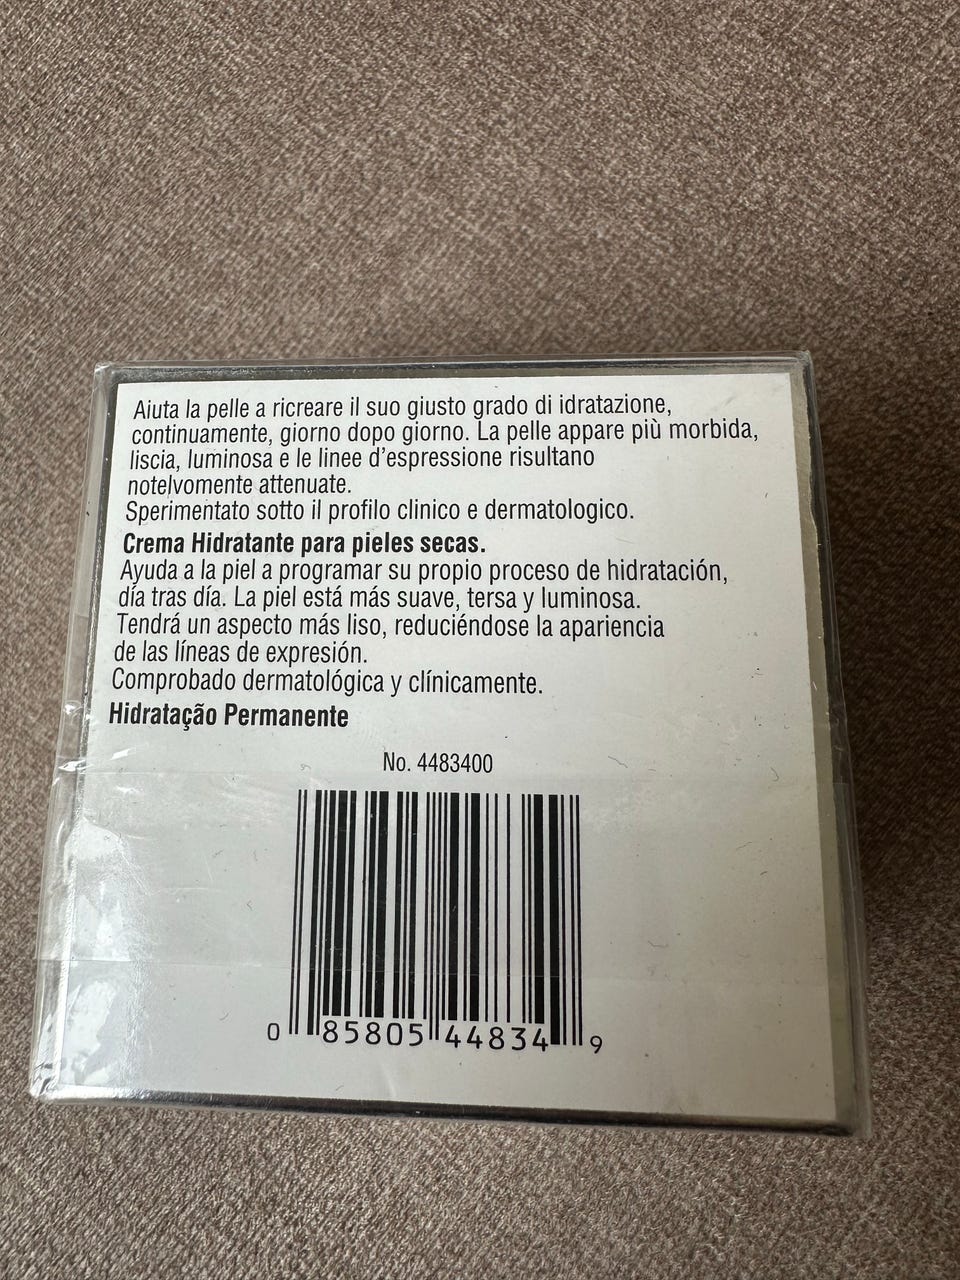 Aiuta la pelle a ricreare il suo giusto grado di idratazione,
continuamente, giorno dopo giorno. La pelle appare più morbida,
liscia, luminosa e le linee d'espressione risultano
notelvomente attenuate.
Sperimentato sotto il profilo clinico e dermatologico.
Crema Hidratante para pieles secas.
Ayuda a la piel a programar su propio proceso de hidratación,
día tras día. La piel está más suave, tersa y luminosa.
Tendrá un aspecto más liso, reduciéndose la apariencia
de las líneas de expresión.
Comprobado dermatológica y clínicamente.
Hidratação Permanente
No. 4483400
0 85805 44834 9